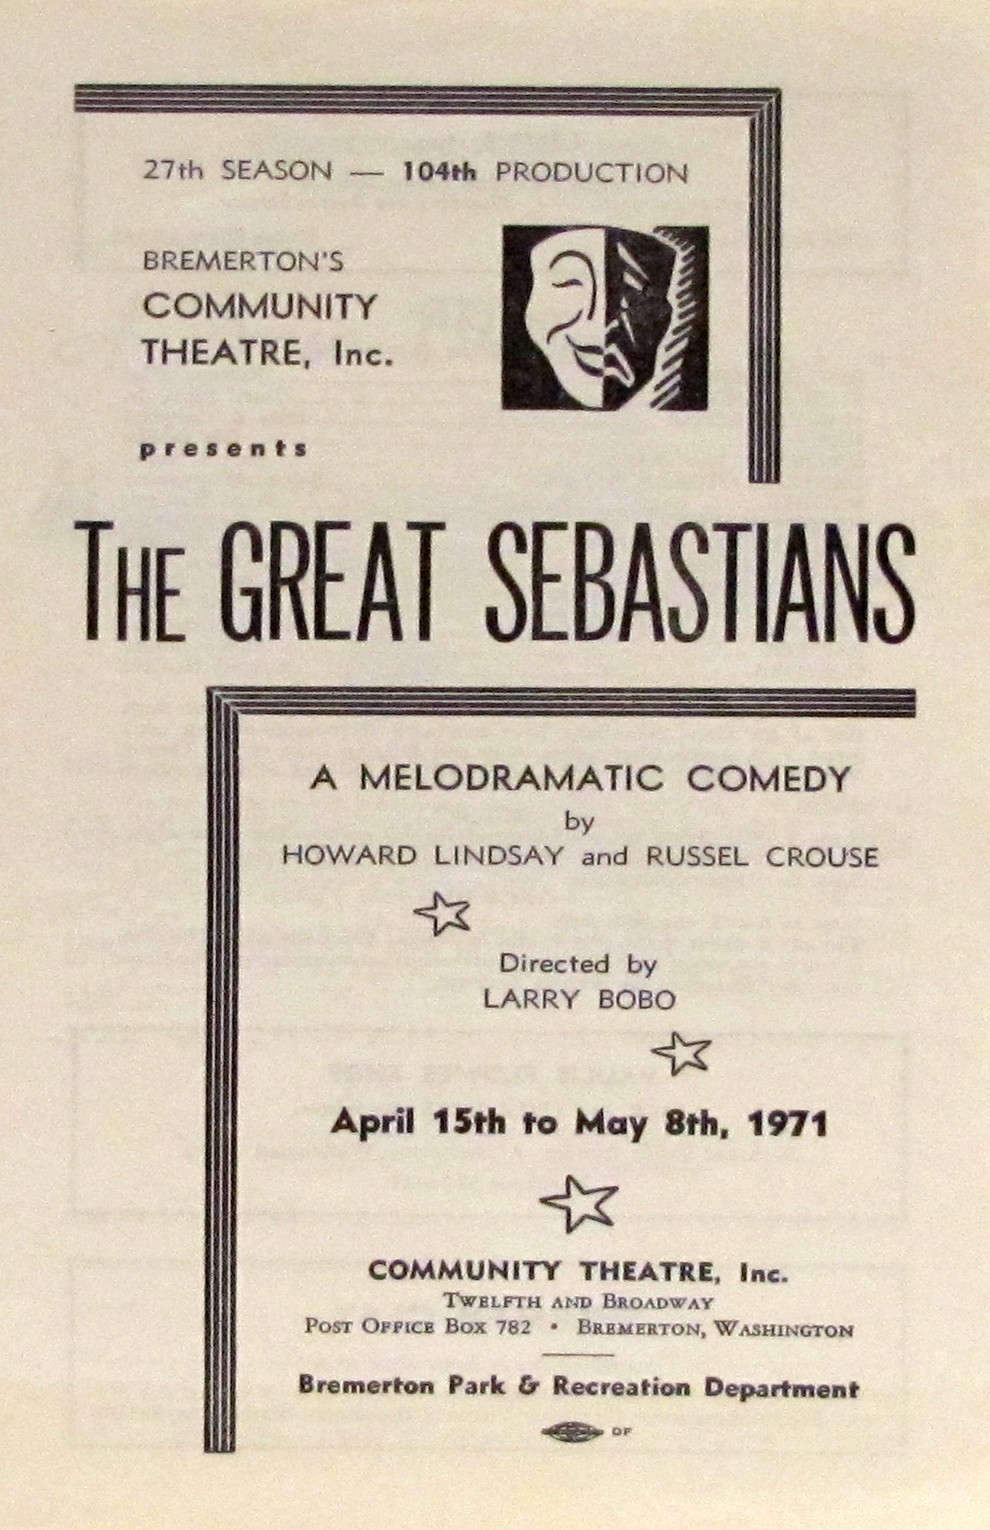 27th SEASON — 104th PRODUCTION
BREMERTON'S
COMMUNITY
THEATRE, Inc.
presents
THE GREAT SEBASTIANS
A MELODRAMATIC COMEDY
by
HOWARD LINDSAY and RUSSEL CROUSE
Directed by
LARRY BOBO
April 15th to May 8th, 1971
COMMUNITY THEATRE, Inc.
TWELFTH AND BROADWAY
POST OFFICE BOX 782 • BREMERTON, WASHINGTON
Bremerton Park & Recreation Department
OF